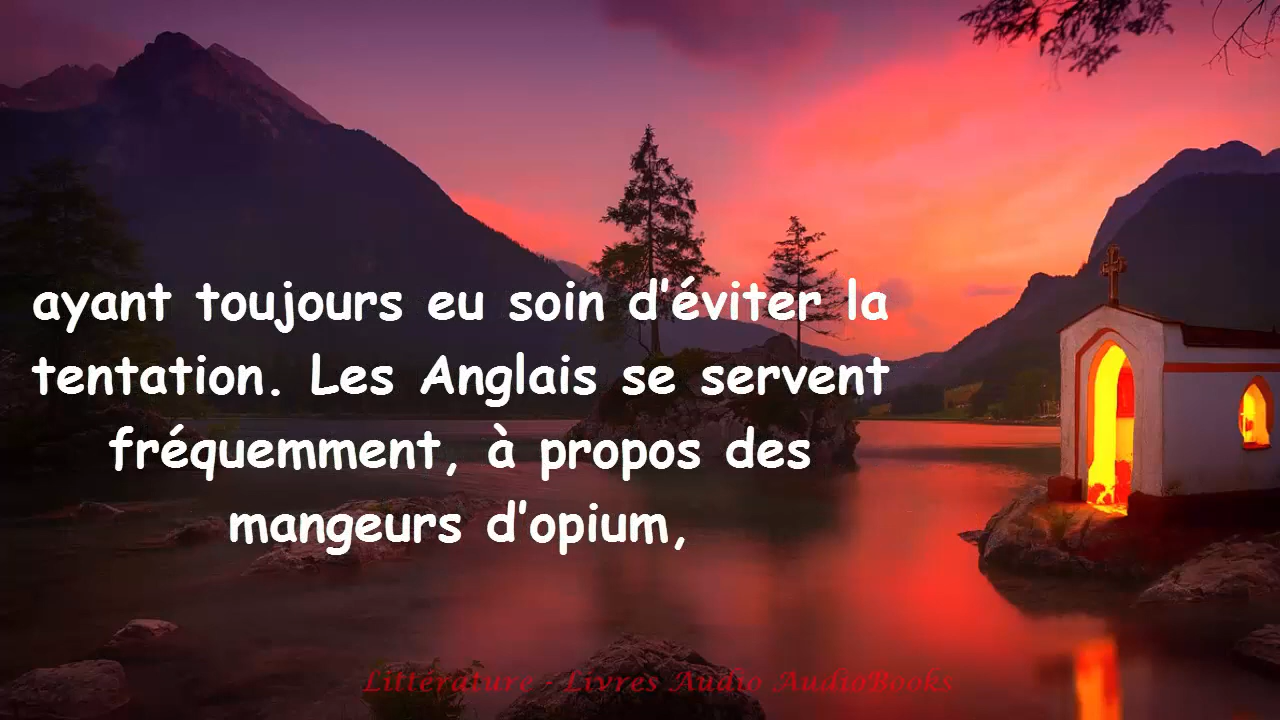 ayant toujours eu soin d'éviter la
tentation. Les Anglais se servent
fréquemment, à propos des
mangeurs d'opium,
Littérature - Livres Audio AudioBooks